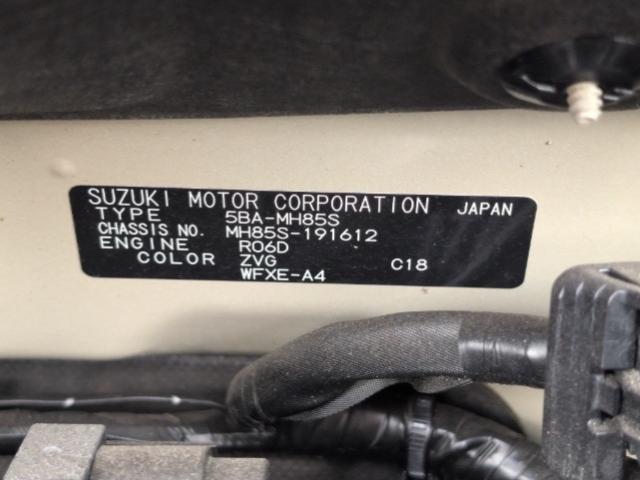 SUZUKI MOTOR CORPORATION JAPAN
TYPE 5BA-MH85S
CHASSIS NO. MH85S-191612
ENGINE R06D
COLOR ZVG C18
WFXE-A4